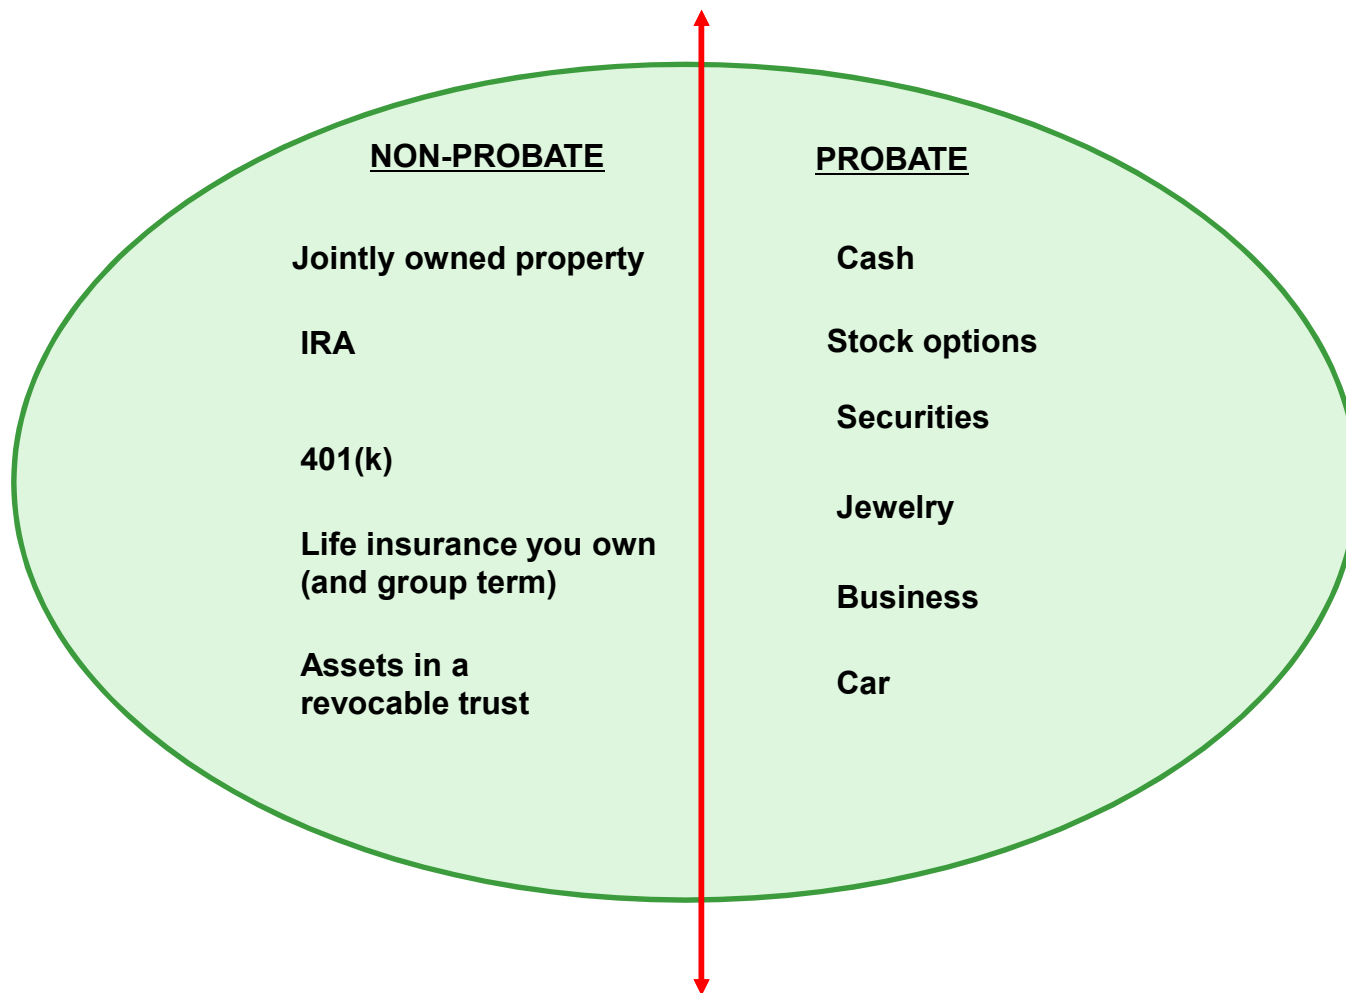 NON-PROBATE
Jointly owned property
IRA
401(k)
Life insurance you own
(and group term)
Assets in a
revocable trust
PROBATE
Cash
Stock options
Securities
Jewelry
Business
Car